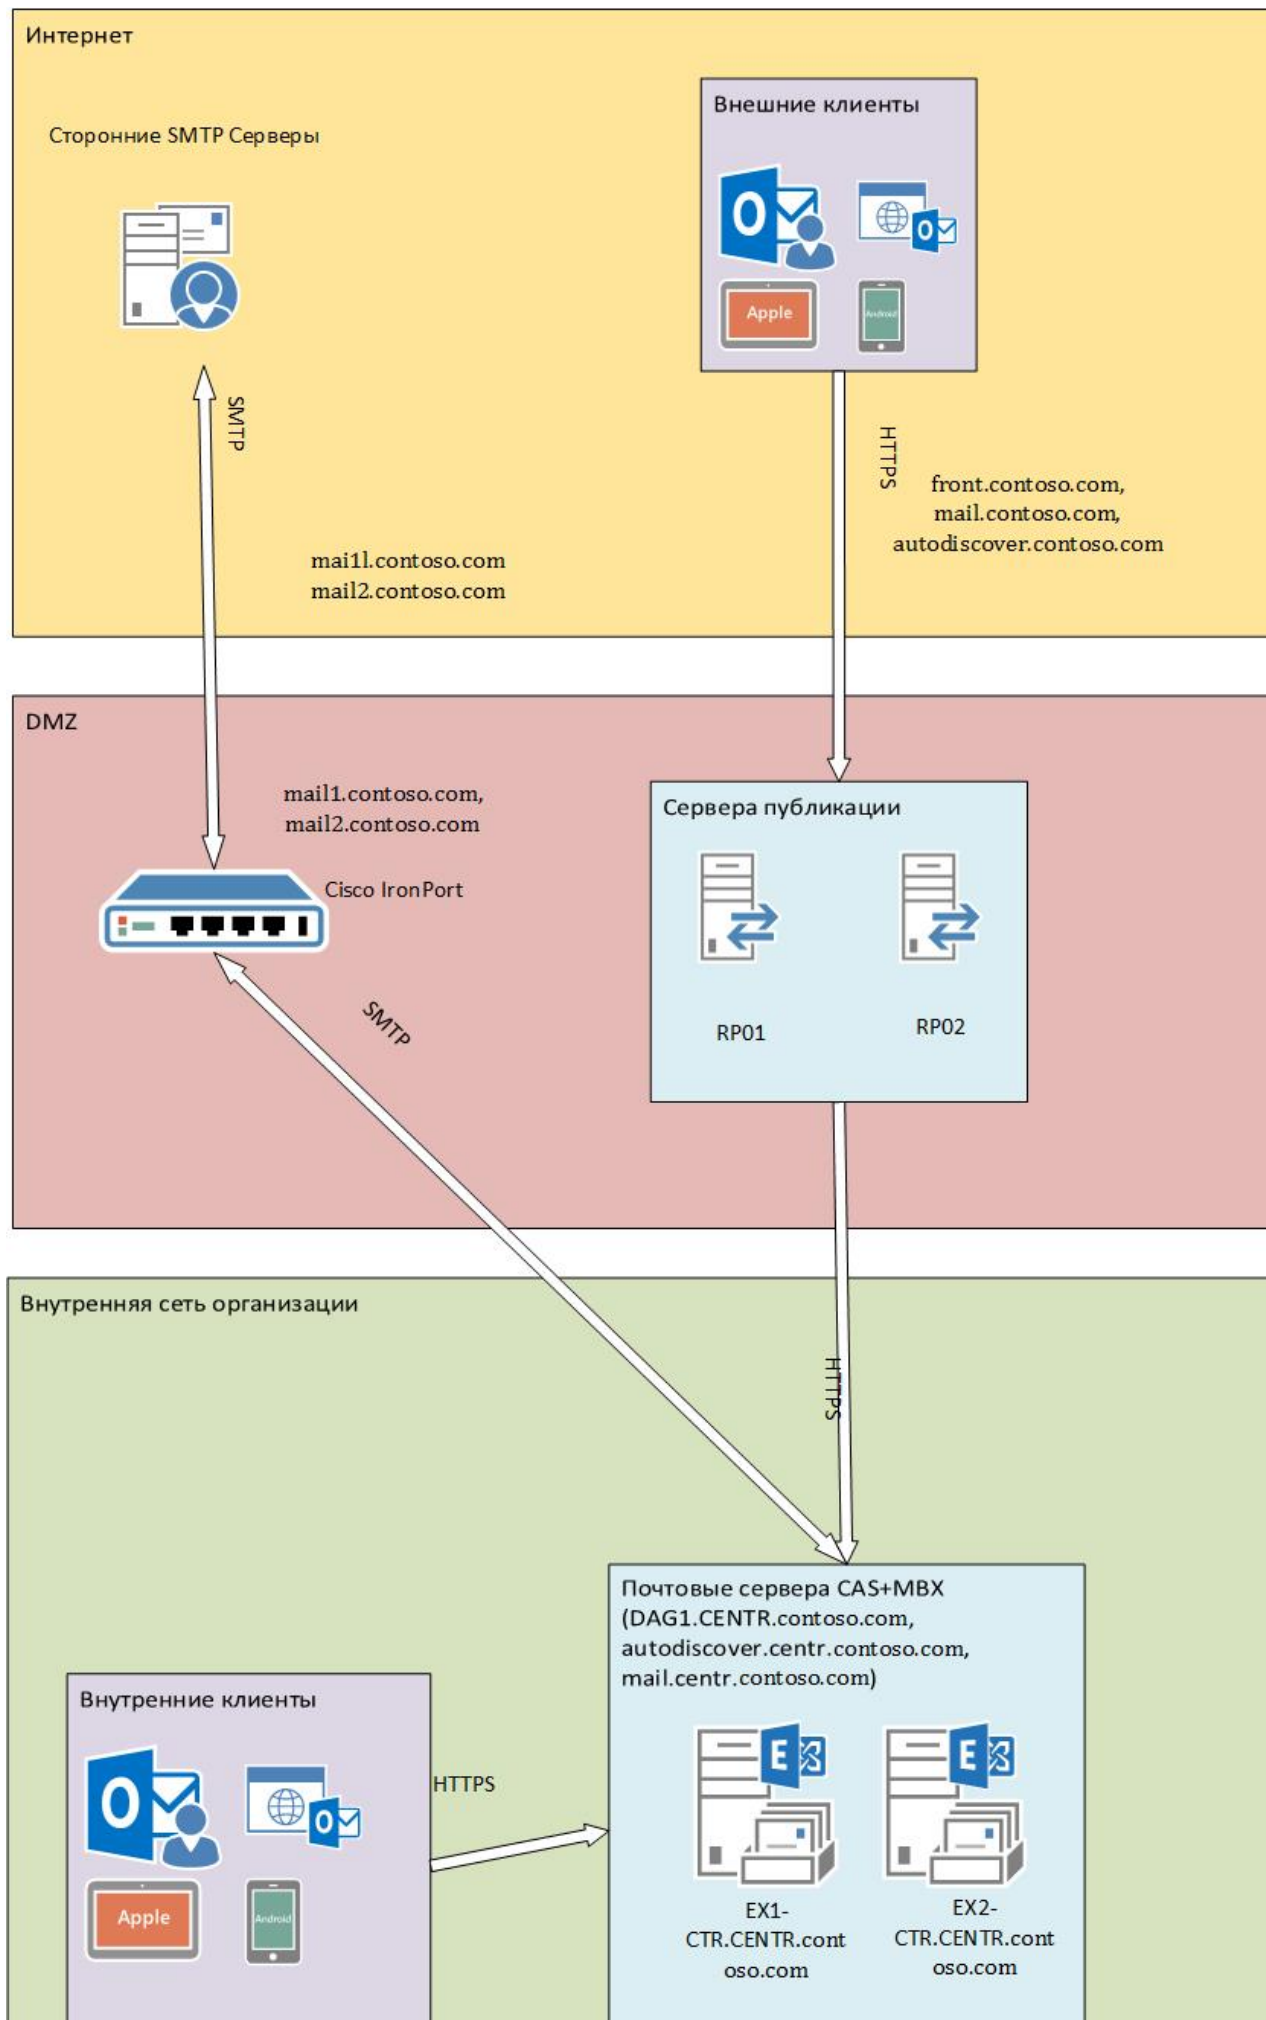 Интернет
Сторонние SMTP Серверы
Внешние клиенты
Apple
Android
SMTP
HTTPS
front.contoso.com,
mail.contoso.com,
autodiscover.contoso.com
mai1l.contoso.com
mail2.contoso.com
DMZ
mail1.contoso.com,
mail2.contoso.com
Cisco IronPort
Сервера публикации
RP01
RP02
SMTP
Внутренняя сеть организации
HTTPS
Почтовые сервера CAS+MBX
(DAG1.CENTR.contoso.com,
autodiscover.centr.contoso.com,
mail.centr.contoso.com)
Внутренние клиенты
HTTPS
Apple
Android
EX1-
CTR.CENTR.cont
oso.com
EX2-
CTR.CENTR.cont
oso.com